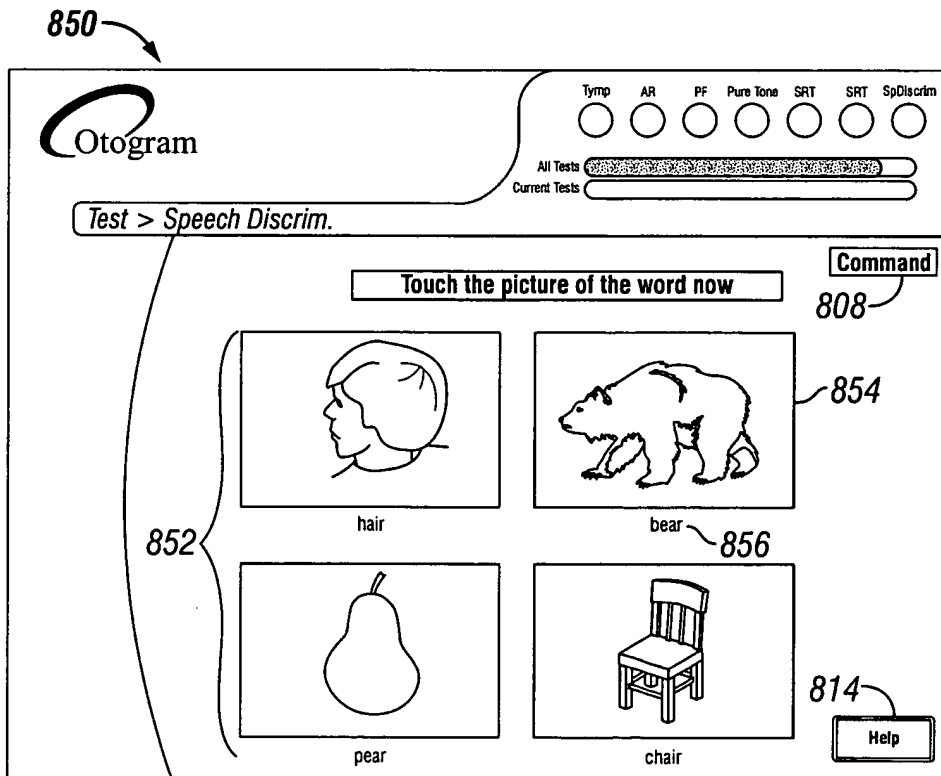 850
Tymp AR PF Pure Tone SRT SRT SpDiscrim
Otogram
All Tests
Current Tests
Test > Speech Discrim.
Command
Touch the picture of the word now
808
854
hair
bear
856
852
814
Help
pear
chair